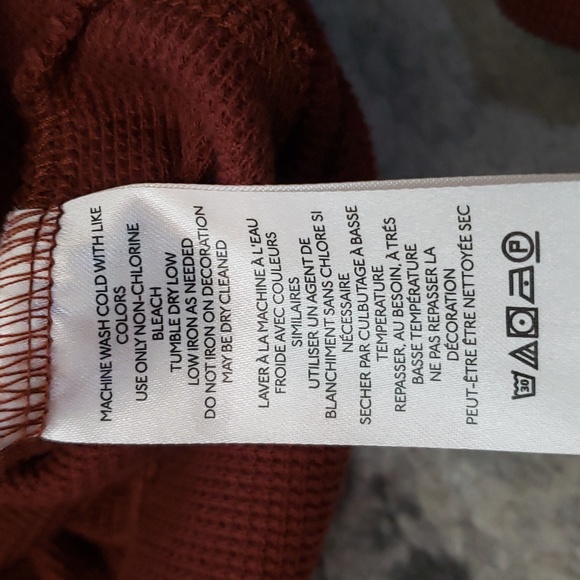 MACHINE WASH COLD WITH LIKE
COLORS
USE ONLY NON-CHLORINE
BLEACH
TUMBLE DRY LOW
LOW IRON AS NEEDED
DO NOT IRON ON DECORATION
MAY BE DRY CLEANED
LAVER À LA MACHINE À L'EAU
FROIDE AVEC COULEURS
SIMILAIRES
UTILISER UN AGENT DE
BLANCHIMENT SANS CHLORE SI
NÉCESSAIRE
SECHER PAR CULBUTAGE À BASSE
TEMPERATURE
REPASSER, AU BESOIN, À TRÉS
BASSE TEMPÉRATURE
NE PAS REPASSER LA
DÉCORATION
PEUT-ÊTRE ÊTRE NETTOYÉE SEC
30 P